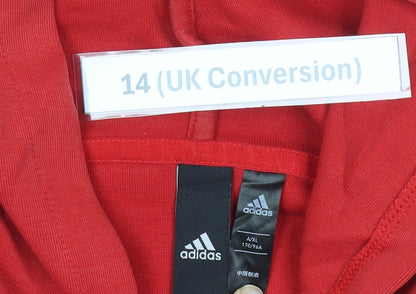 14 (UK Conversion)
adidas
adidas
A/XL
170/96A
中国制造